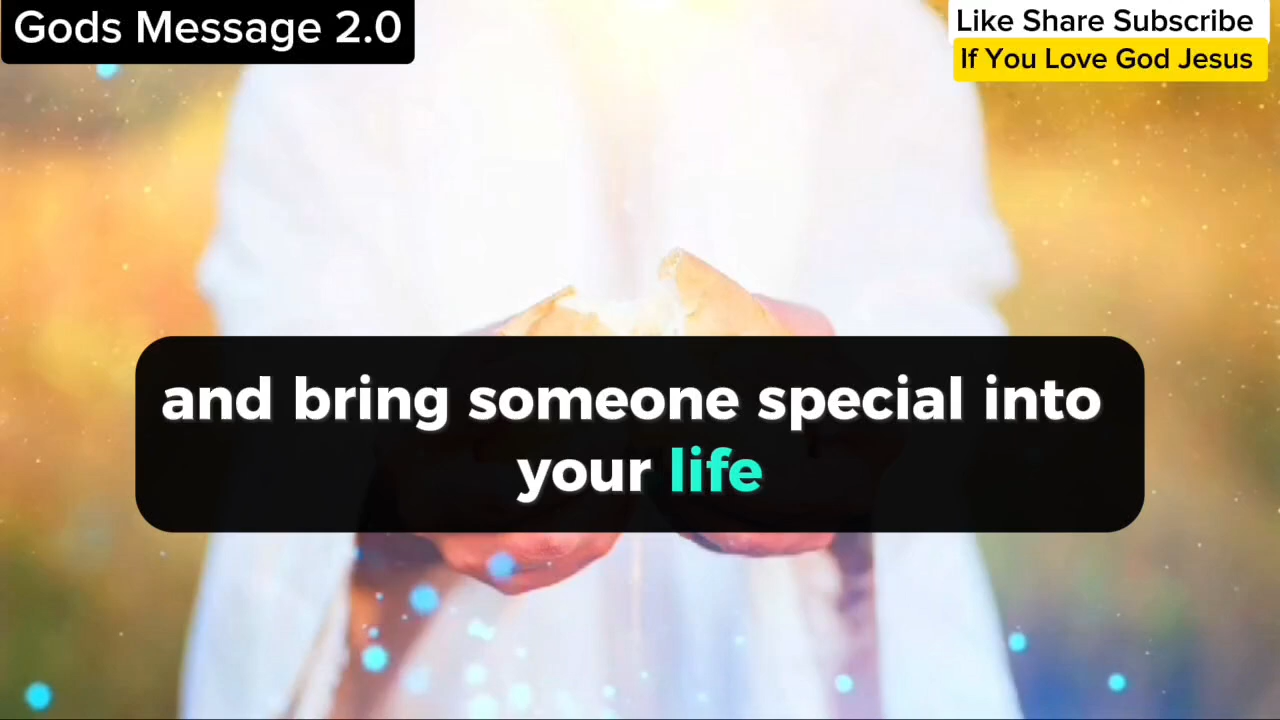 Gods Message 2.0
Like Share Subscribe
If You Love God Jesus
and bring someone special into
your life